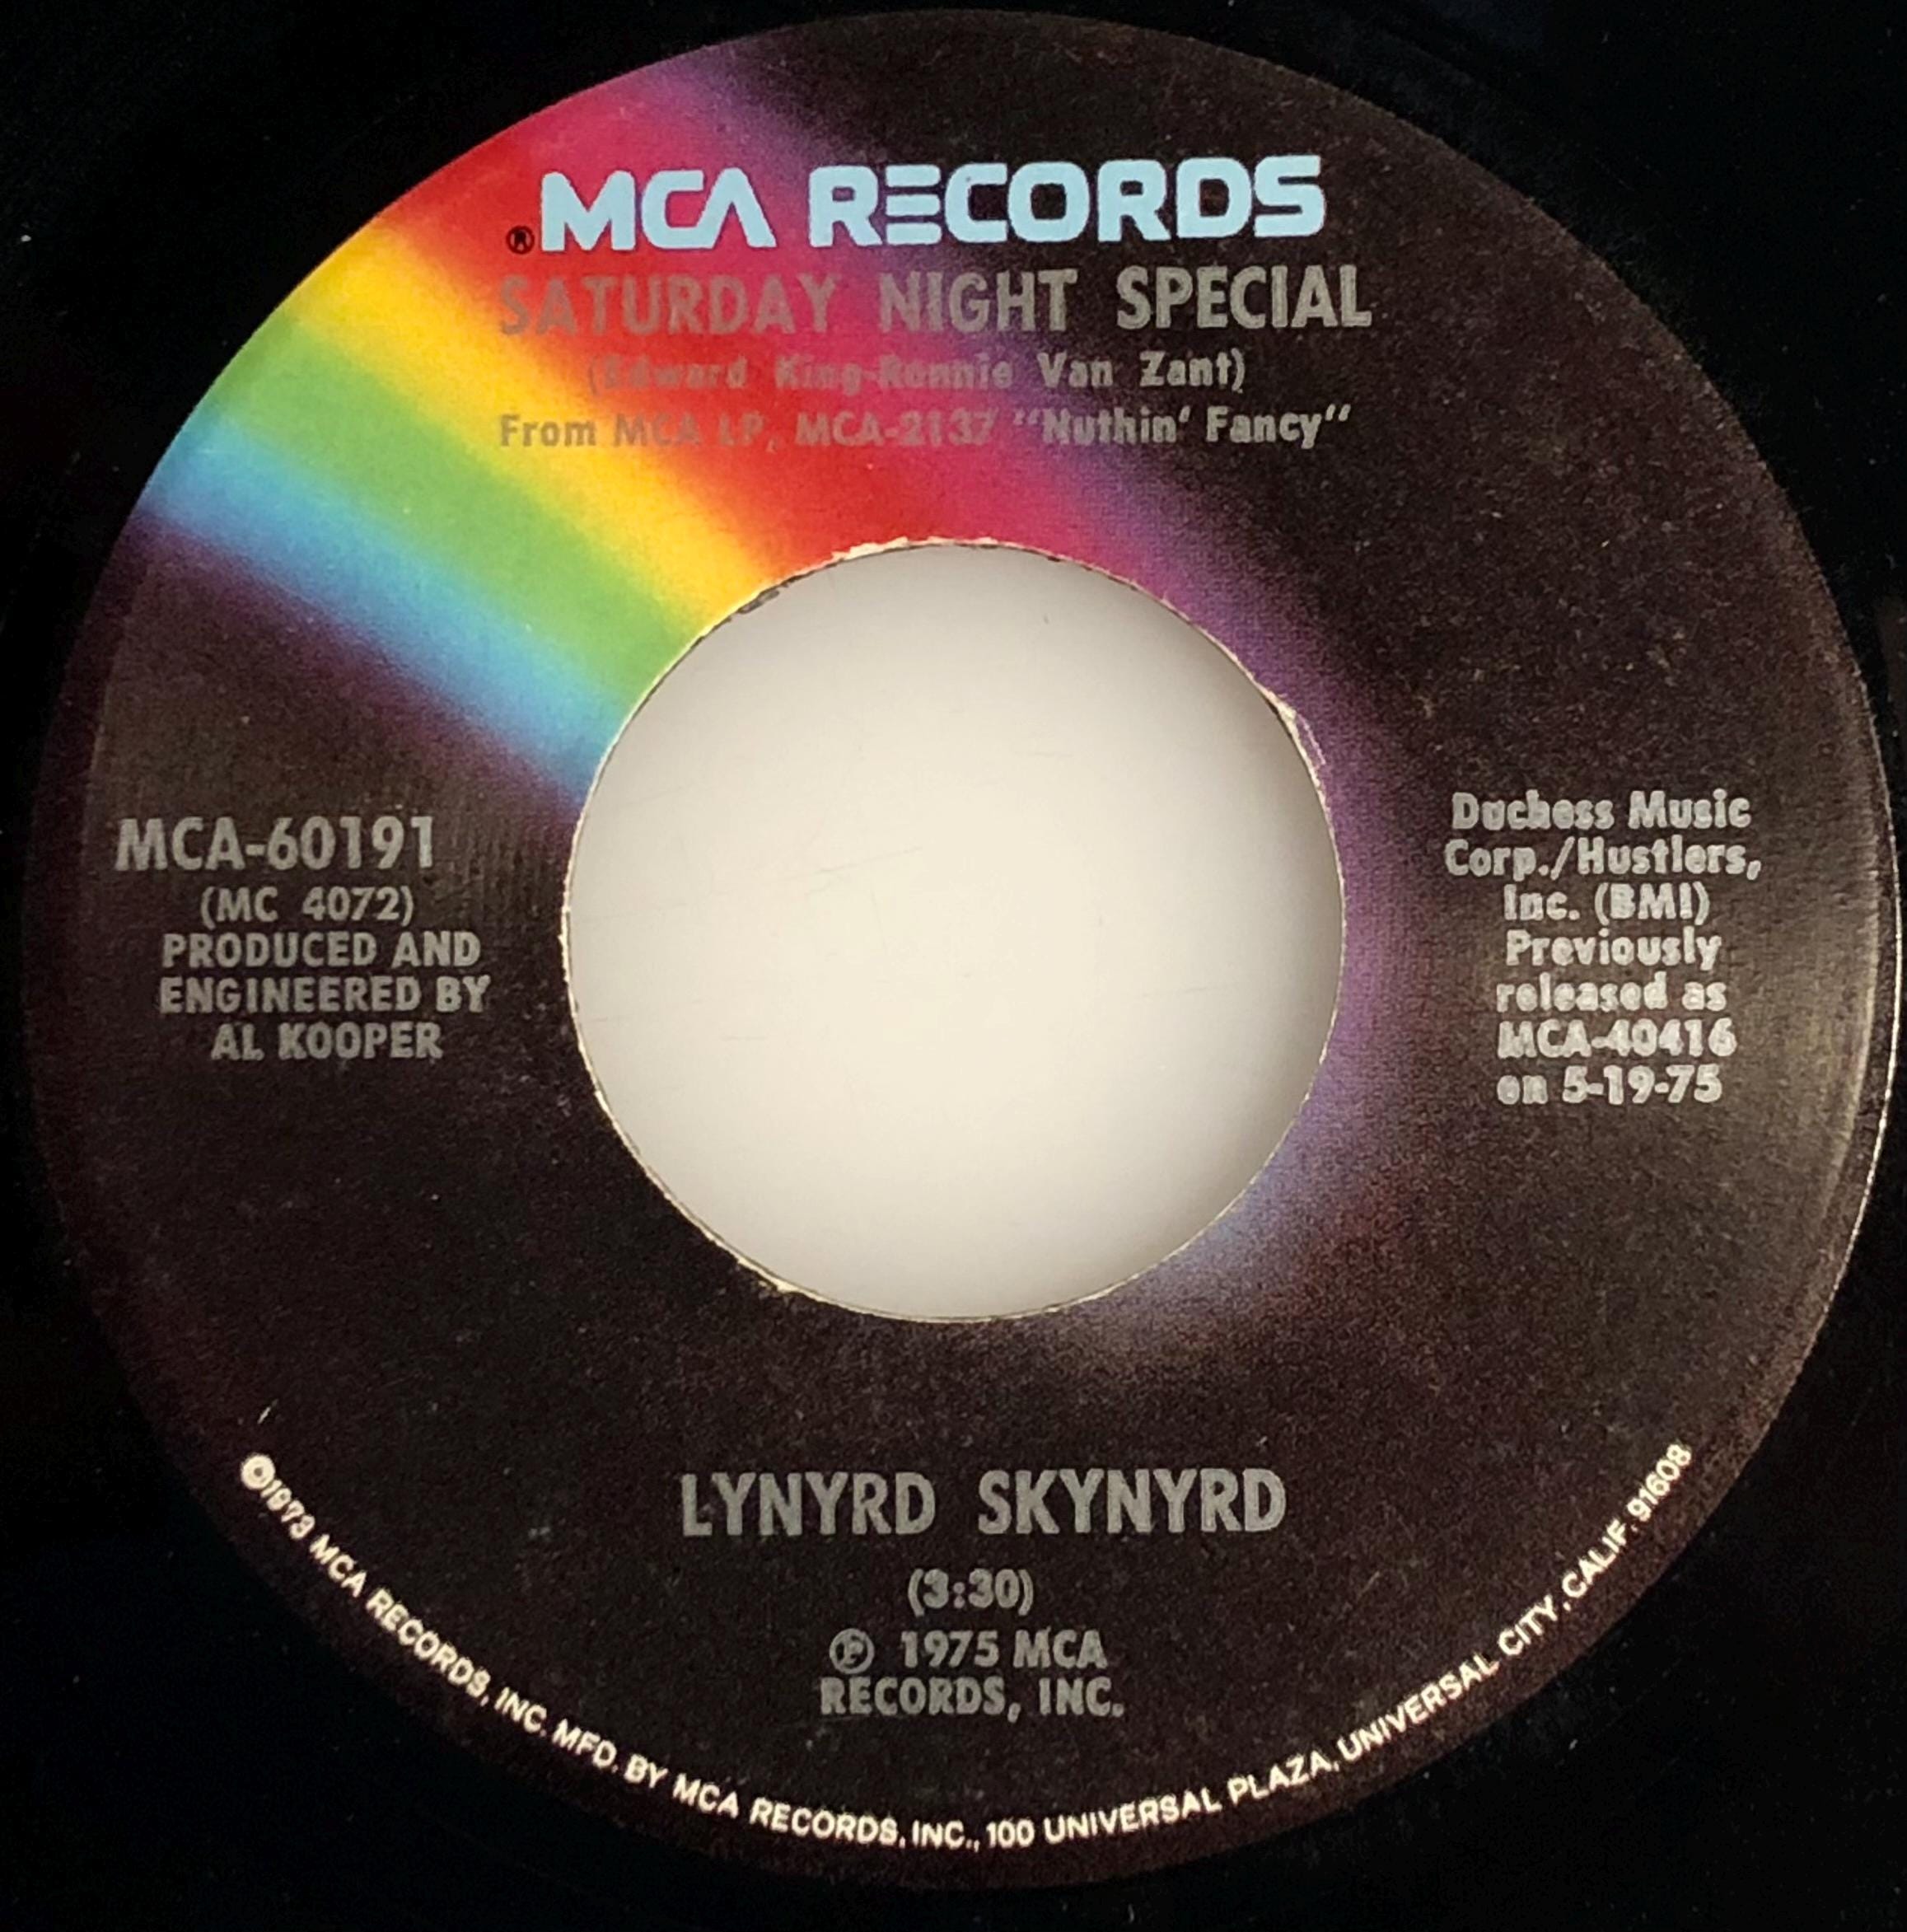 ® MCA RECORDS
SATURDAY NIGHT SPECIAL
(Edward King-Ronnie Van Zant)
From MCA LP, MCA-2137 "Nuthin' Fancy"
MCA-60191
(MC 4072)
PRODUCED AND
ENGINEERED BY
AL KOOPER
Duchess Music
Corp./Hustlers,
Inc. (BMI)
Previously
released as
MCA-40416
on 5-19-75
LYNYRD SKYNYRD
(3:30)
℗ 1975 MCA
RECORDS, INC.
©1973 MCA RECORDS, INC. MFD. BY MCA RECORDS, INC., 100 UNIVERSAL PLAZA, UNIVERSAL CITY, CALIF. 91608